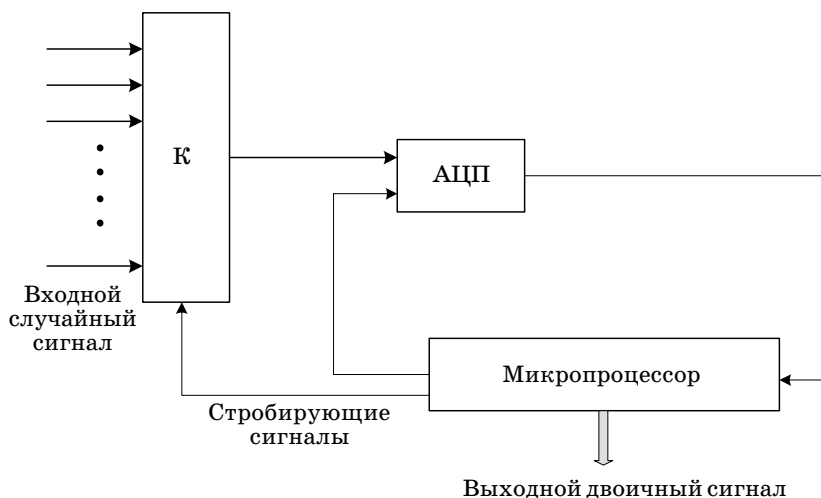 К
АЦП
Входной
случайный
сигнал
Микропроцессор
Стробирующие
сигналы
Выходной двоичный сигнал